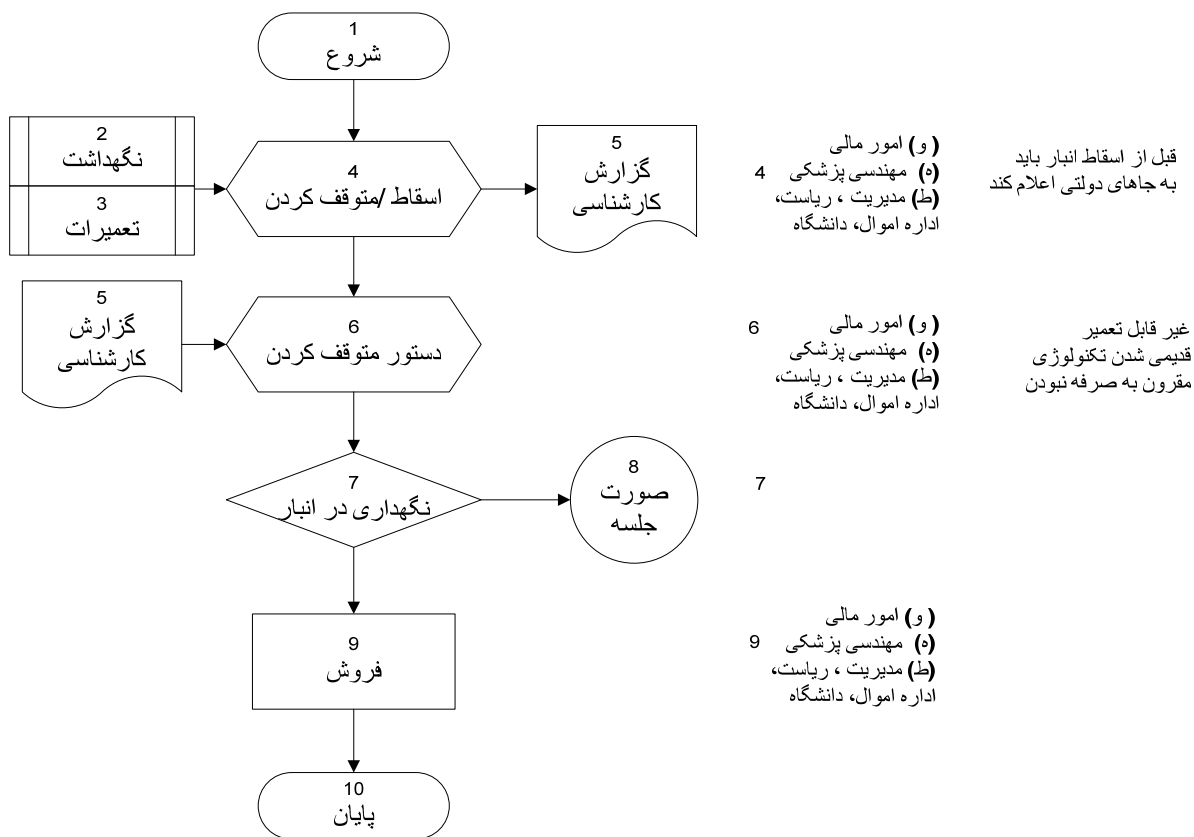 1
شروع
2
نگهداشت
3
تعمیرات
4
اسقاط /متوقف کردن
5
گزارش
کارشناسی
4
( و) امور مالی
(ه) مهندسی پزشکی
(ط) مدیریت ، ریاست،
اداره اموال، دانشگاه
قبل از اسقاط انبار باید
به جاهای دولتی اعلام کند
5
گزارش
کارشناسی
6
دستور متوقف کردن
6
( و) امور مالی
(ه) مهندسی پزشکی
(ط) مدیریت ، ریاست،
اداره اموال، دانشگاه
غیر قابل تعمیر
قدیمی شدن تکنولوژی
مقرون به صرفه نبودن
7
نگهداری در انبار
8
صورت
جلسه
7
9
فروش
9
( و) امور مالی
(ه) مهندسی پزشکی
(ط) مدیریت ، ریاست،
اداره اموال، دانشگاه
10
پایان